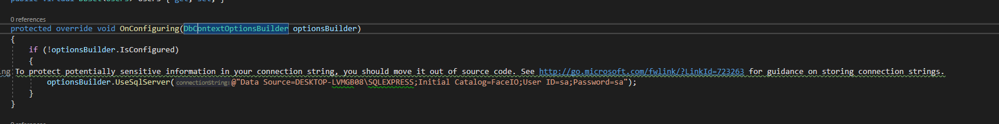 0 references
protected override void OnConfiguring(DbContextOptionsBuilder optionsBuilder)
{
if (!optionsBuilder.IsConfigured)
{
To protect potentially sensitive information in your connection string, you should move it out of source code. See http://go.microsoft.com/fwlink/?LinkId=723263 for guidance on storing connection strings.
optionsBuilder.UseSqlServer(connectionString:@"Data Source=DESKTOP-LVMGB08\SQLEXPRESS;Initial Catalog=FaceIO;User ID=sa;Password=sa");
}
}